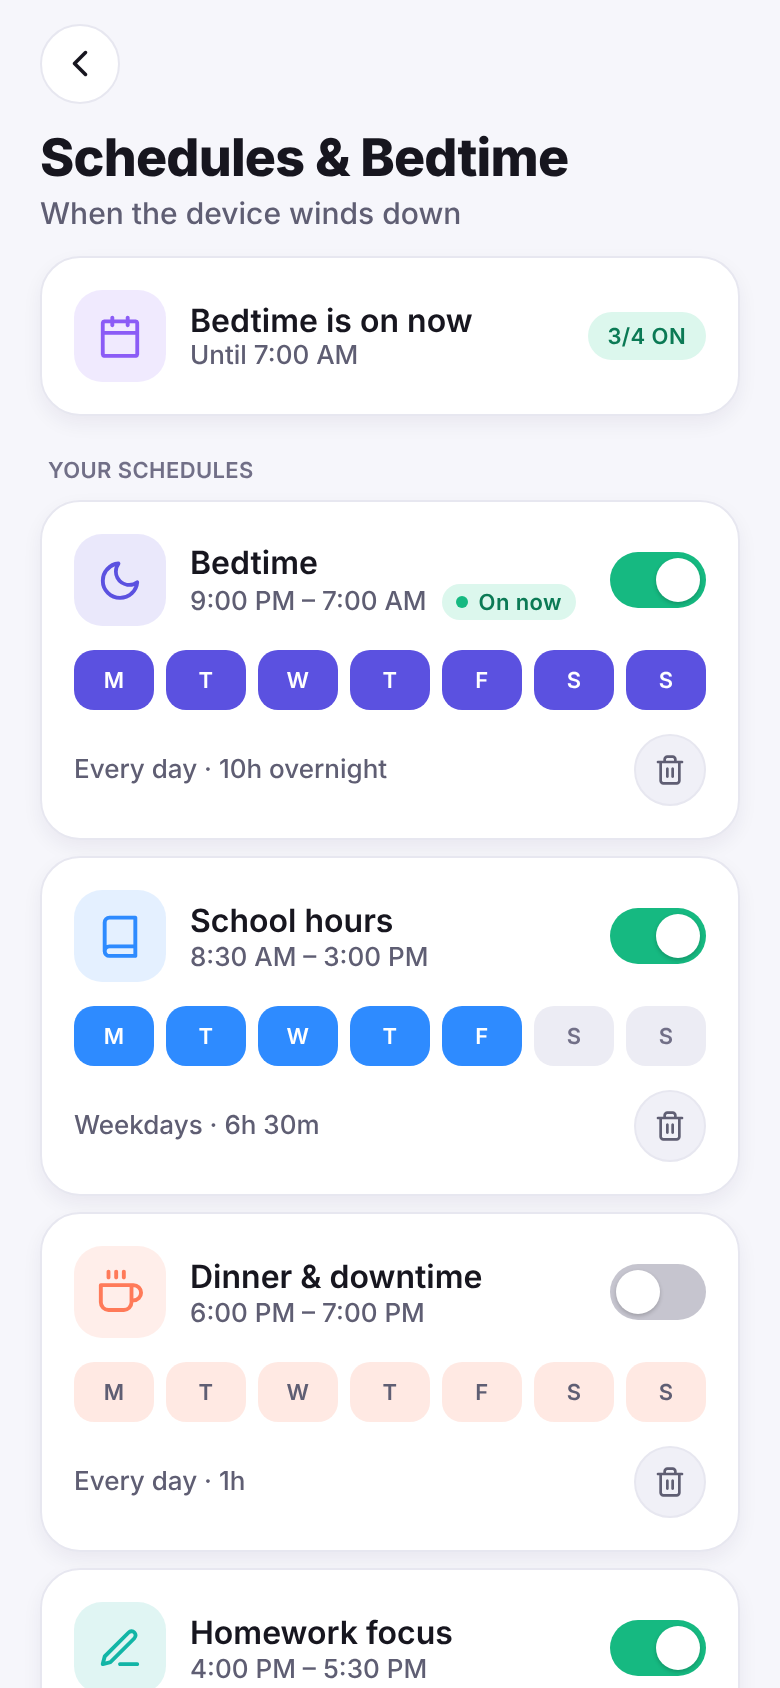 Schedules & Bedtime
When the device winds down
Bedtime is on now
Until 7:00 AM
3/4 ON
YOUR SCHEDULES
Bedtime
9:00 PM – 7:00 AM
On now
M T W T F S S
Every day · 10h overnight
School hours
8:30 AM – 3:00 PM
M T W T F S S
Weekdays · 6h 30m
Dinner & downtime
6:00 PM – 7:00 PM
M T W T F S S
Every day · 1h
Homework focus
4:00 PM – 5:30 PM